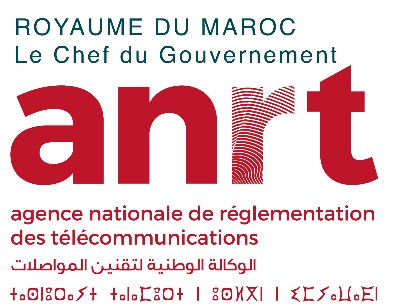 ROYAUME DU MAROC
Le Chef du Gouvernement
anrt
agence nationale de réglementation
des télécommunications
الوكالة الوطنية لتقنين المواصلات